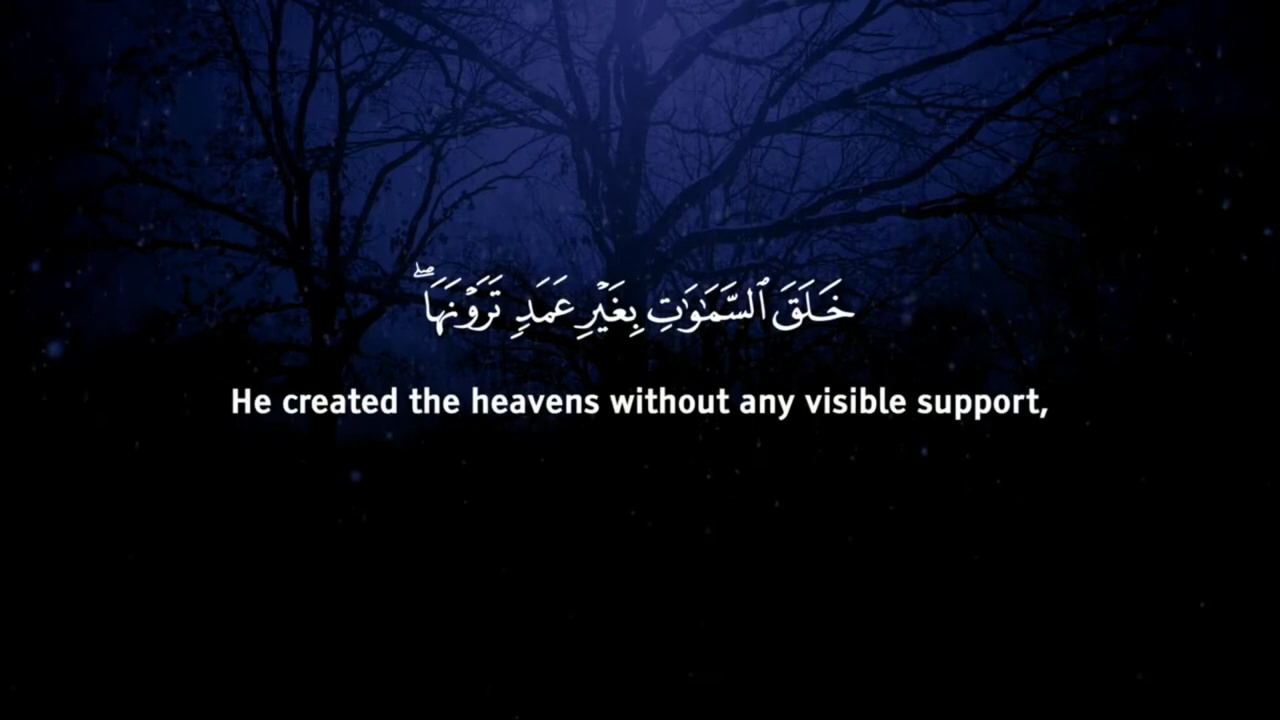 خَلَقَ ٱلسَّمَـٰوَٰتِ بِغَيْرِ عَمَدٍ تَرَوْنَهَا ۖ
He created the heavens without any visible support,